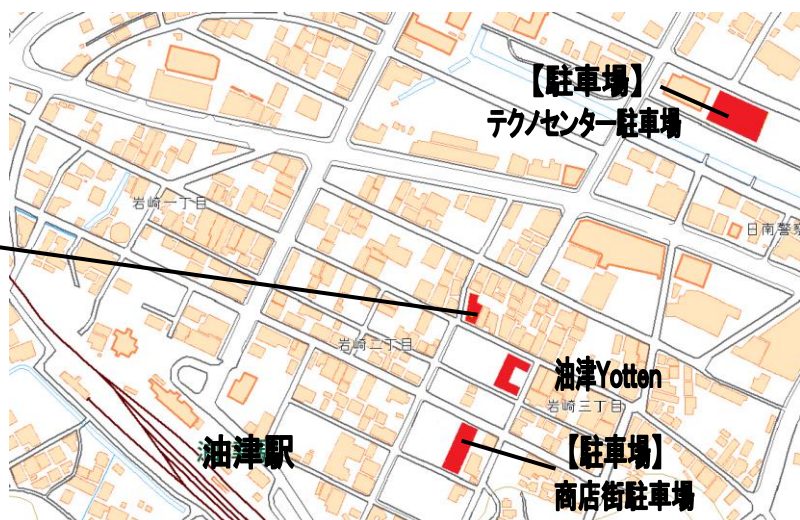 【駐車場】
テクノセンター駐車場
岩崎一丁目
日南警察
岩崎二丁目
油津Yotten
岩崎三丁目
油津駅
【駐車場】
商店街駐車場